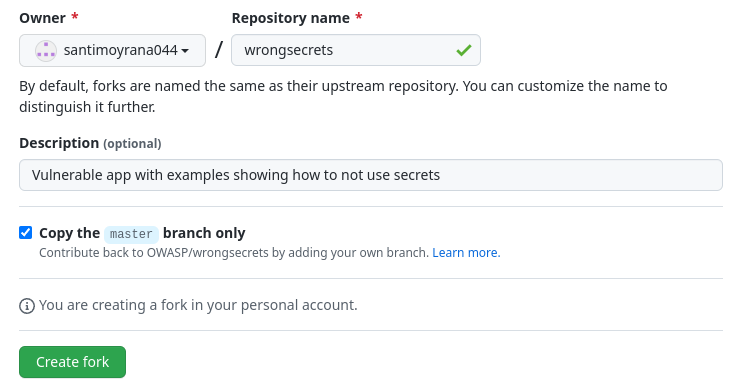 Owner * Repository name *
santimoyrana044 / wrongsecrets
By default, forks are named the same as their upstream repository. You can customize the name to
distinguish it further.
Description (optional)
Vulnerable app with examples showing how to not use secrets
Copy the master branch only
Contribute back to OWASP/wrongsecrets by adding your own branch. Learn more.
You are creating a fork in your personal account.
Create fork